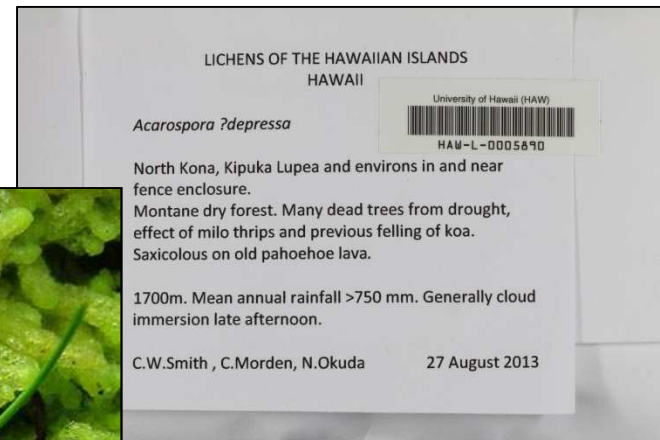 LICHENS OF THE HAWAIIAN ISLANDS
HAWAII
University of Hawaii (HAW)
HAW-L-0005890
Acarospora ?depressa
North Kona, Kipuka Lupea and environs in and near
fence enclosure.
Montane dry forest. Many dead trees from drought,
effect of milo thrips and previous felling of koa.
Saxicolous on old pahoehoe lava.
1700m. Mean annual rainfall >750 mm. Generally cloud
immersion late afternoon.
C.W.Smith , C.Morden, N.Okuda 27 August 2013